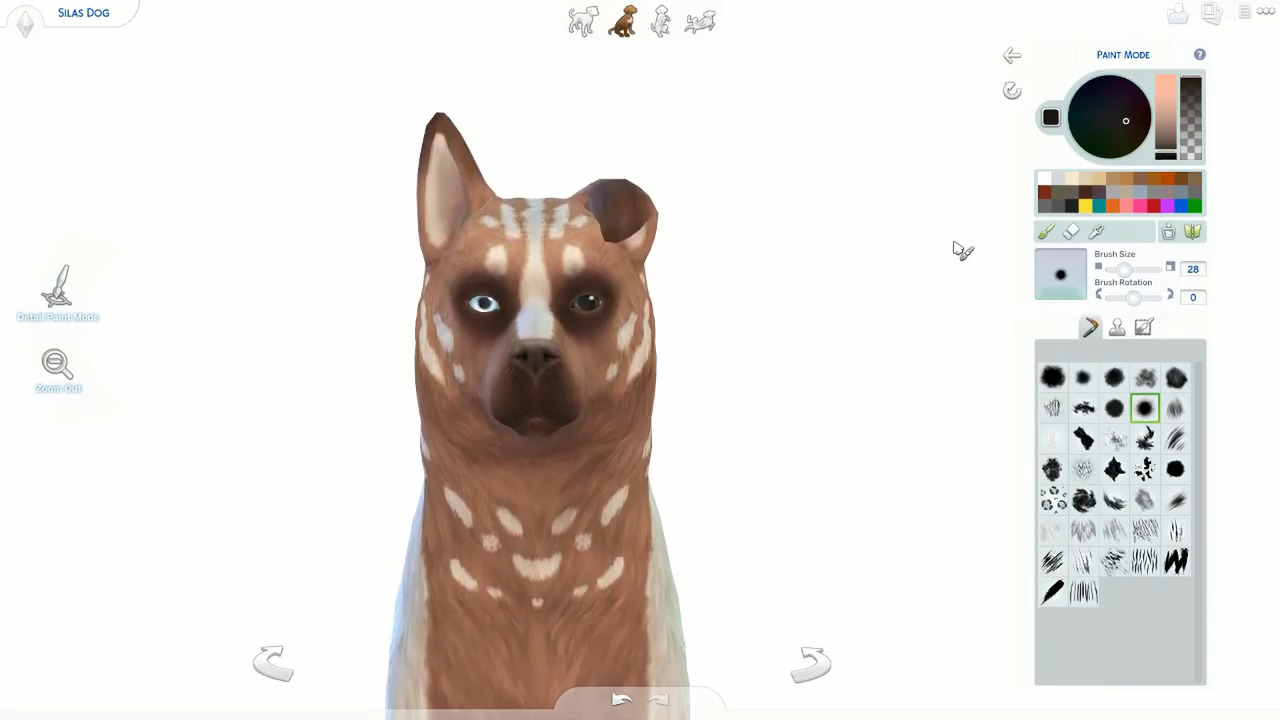 SILAS DOG
PAINT MODE
?
Brush Size
28
Brush Rotation
0
Detail Paint Mode
Zoom Out